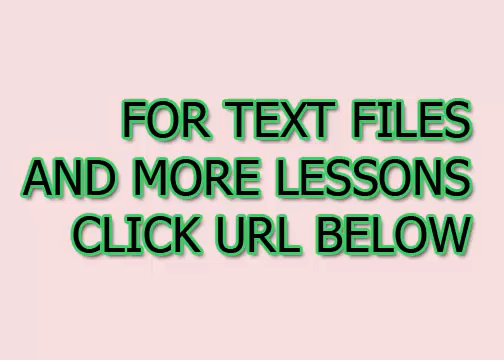 FOR TEXT FILES
AND MORE LESSONS
CLICK URL BELOW